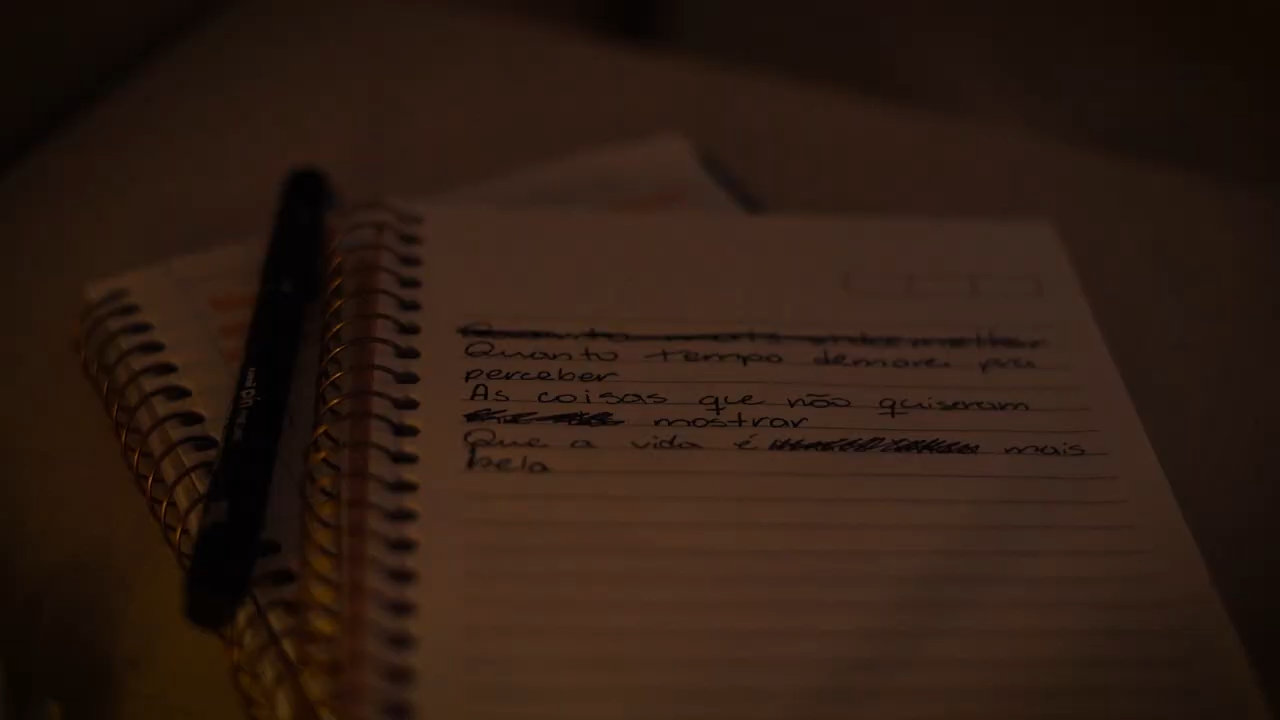 Quanto tempo demorei pra
perceber
As coisas que não quiseram
mostrar
Que a vida é mais
bela